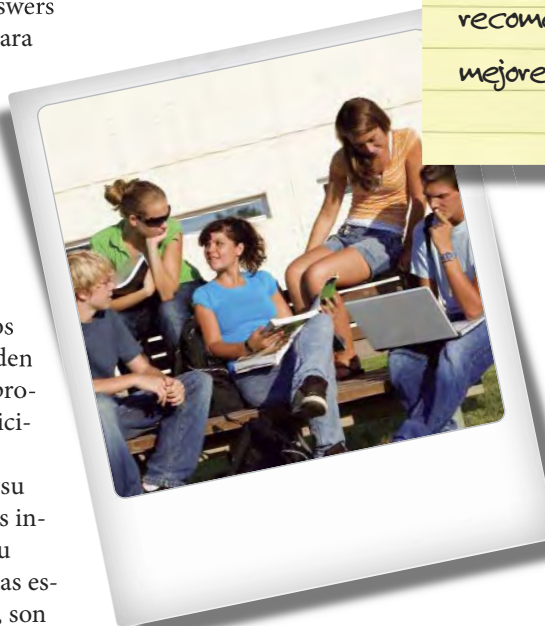 swers
ara
os
den
pro-
ici-
su
s in-
u
as es-
, son
recom
mejore